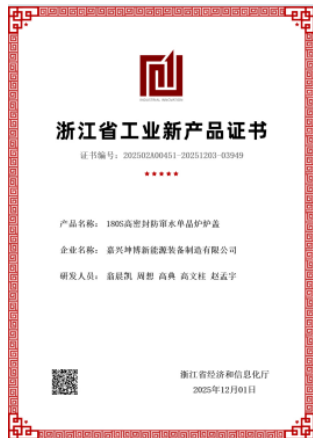 INDUSTRIAL INNOVATION
浙江省工业新产品证书
证书编号：202502A00451-20251203-03949
产品名称：180S高密封防窜水单晶炉炉盖
企业名称：嘉兴坤博新能源装备制造有限公司
研发人员：翁晨凯 周想 高典 高文柱 赵孟宇
浙江省经济和信息化厅
2025年12月01日